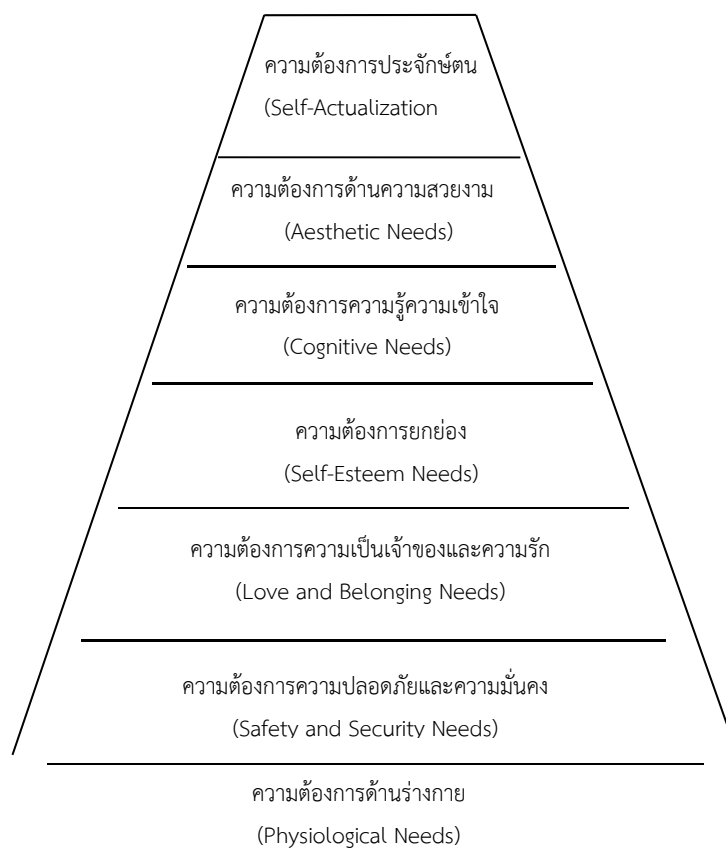 ความต้องการประจักษ์ตน
(Self-Actualization
ความต้องการด้านความสวยงาม
(Aesthetic Needs)
ความต้องการความรู้ความเข้าใจ
(Cognitive Needs)
ความต้องการยกย่อง
(Self-Esteem Needs)
ความต้องการความเป็นเจ้าของและความรัก
(Love and Belonging Needs)
ความต้องการความปลอดภัยและความมั่นคง
(Safety and Security Needs)
ความต้องการด้านร่างกาย
(Physiological Needs)